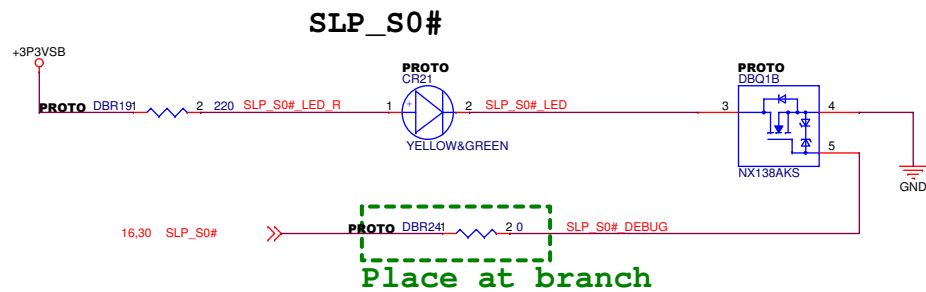 SLP_S0#
+3P3VSB
PROTO DBR19 1 2 220 SLP_S0#_LED_R
PROTO
CR21
1 + 2 SLP_S0#_LED
YELLOW&GREEN
PROTO
DBQ1B
3 4
5
NX138AKS
GND
16,30 SLP_S0#
PROTO DBR24 1 2 0 SLP_S0#_DEBUG
Place at branch